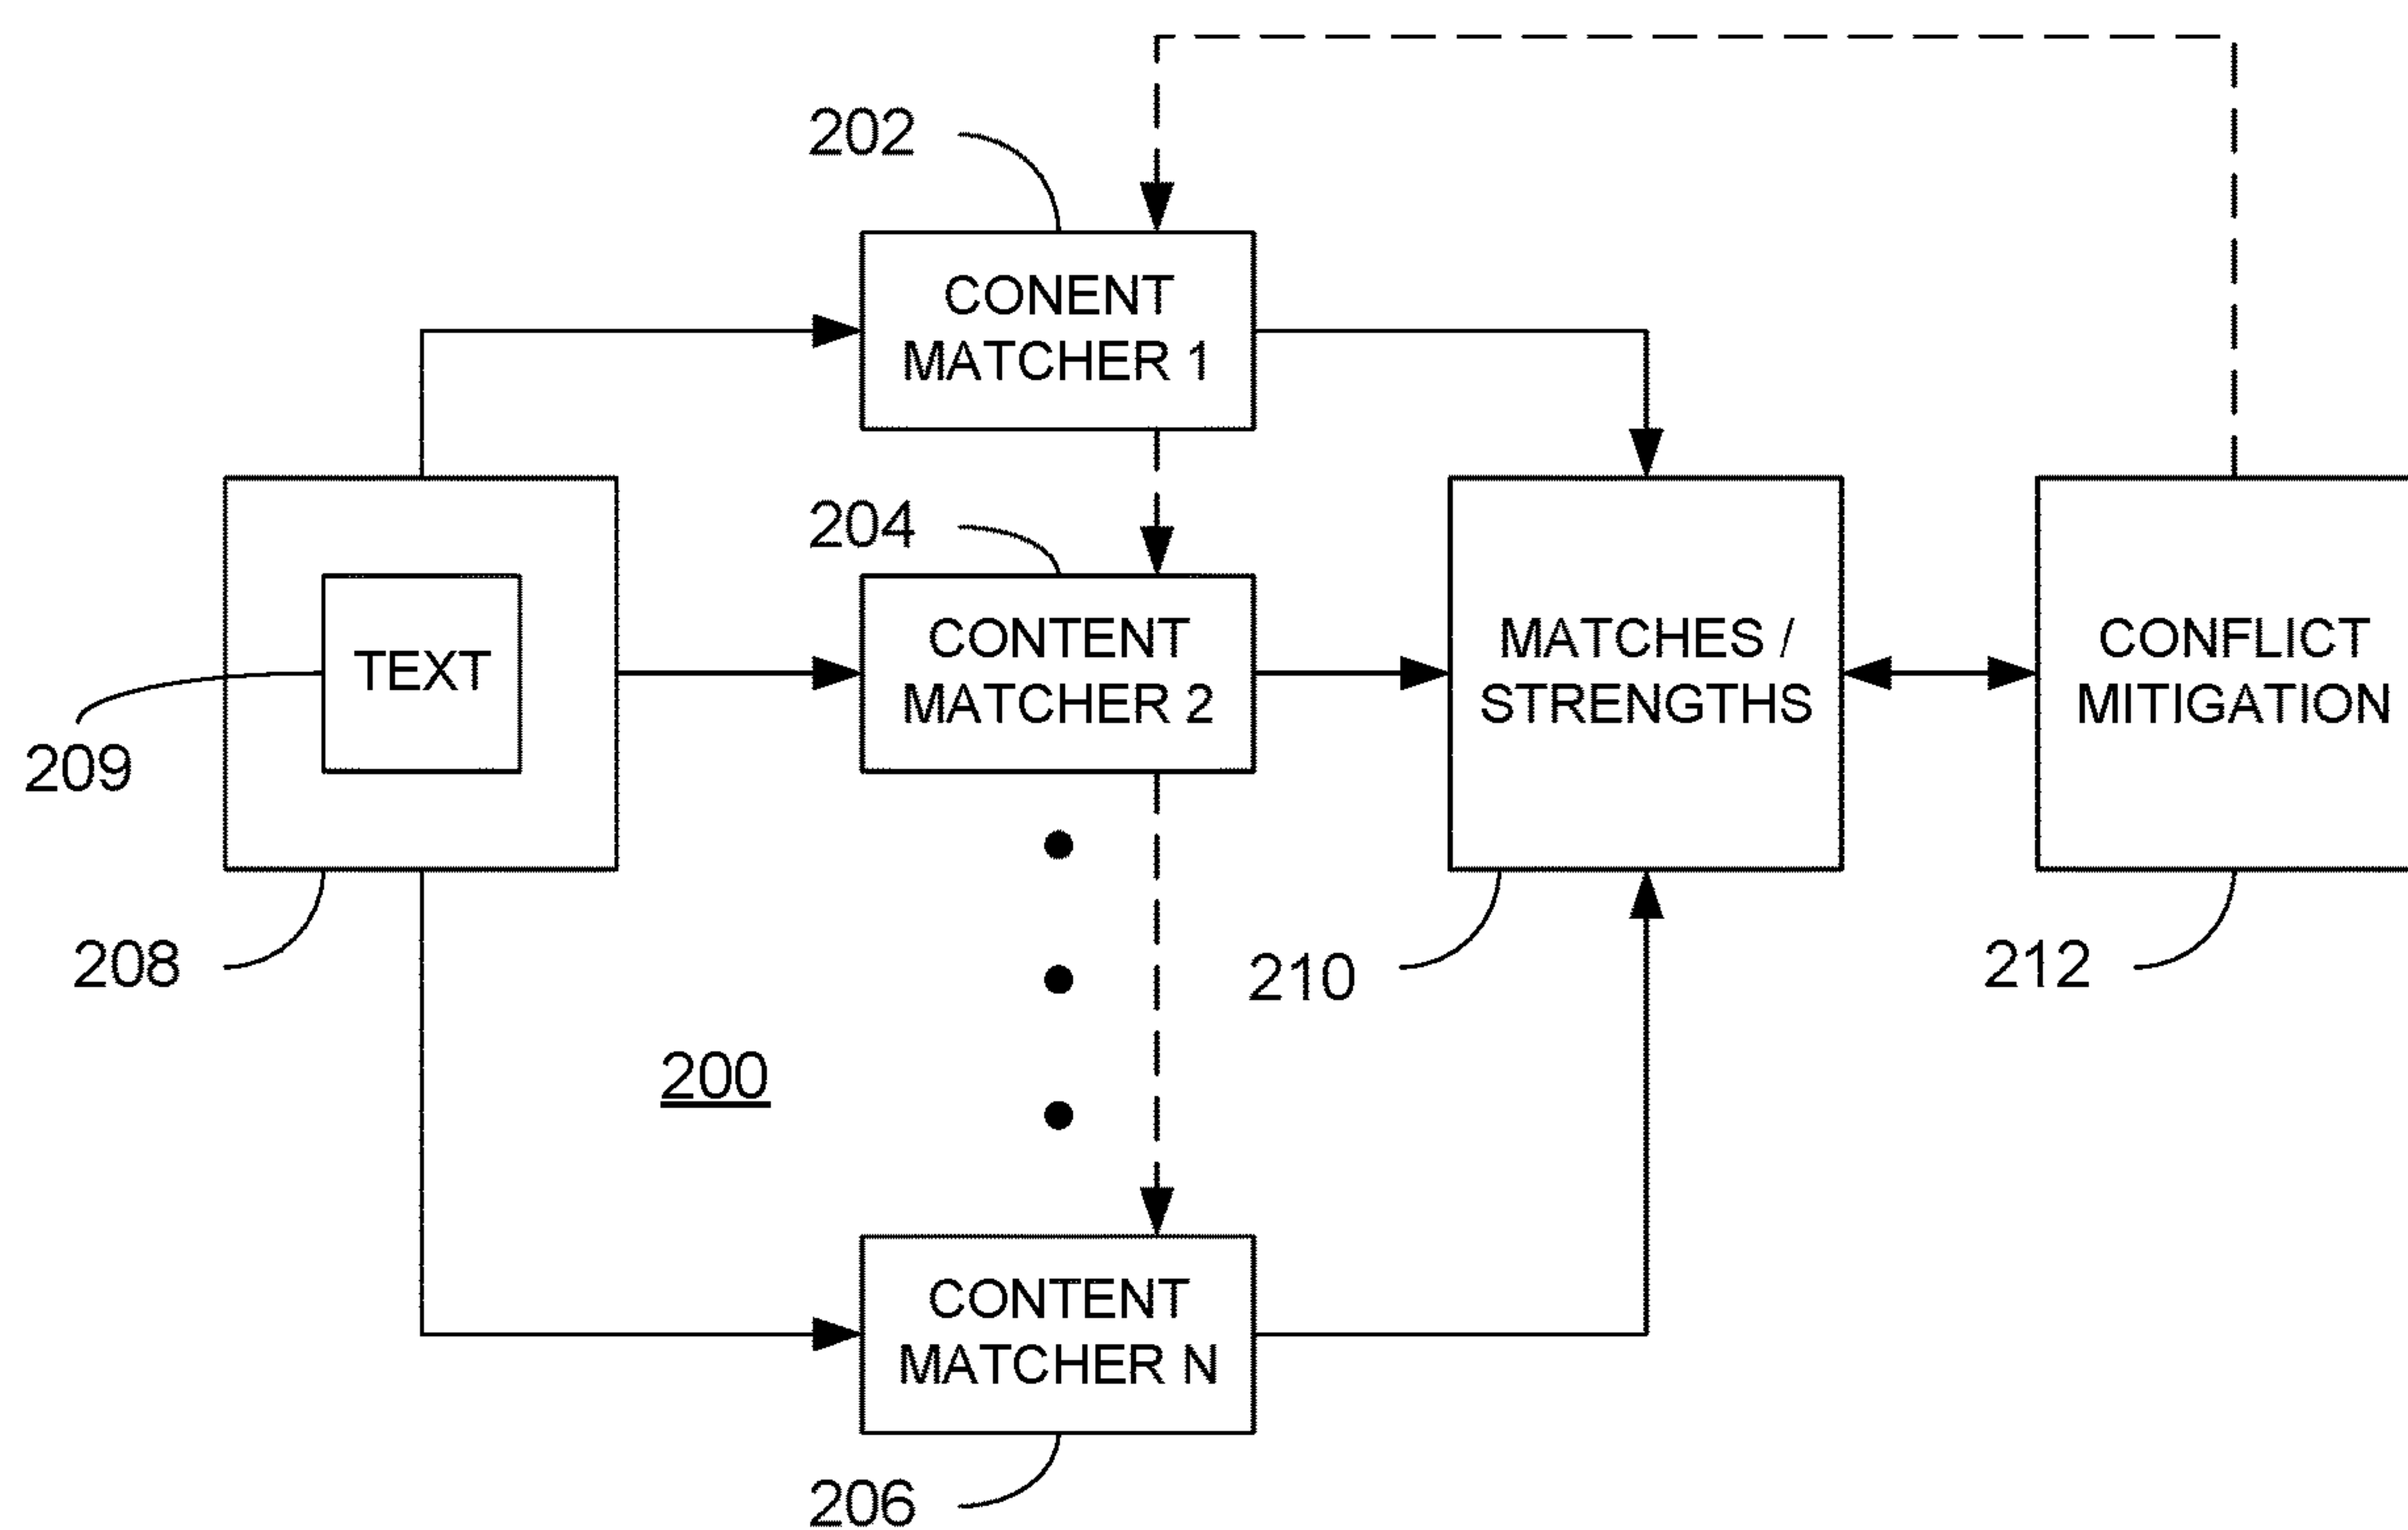 202
CONENT
MATCHER 1
204
TEXT
CONTENT
MATCHER 2
MATCHES /
STRENGTHS
CONFLICT
MITIGATION
209
208
210
212
200
CONTENT
MATCHER N
206